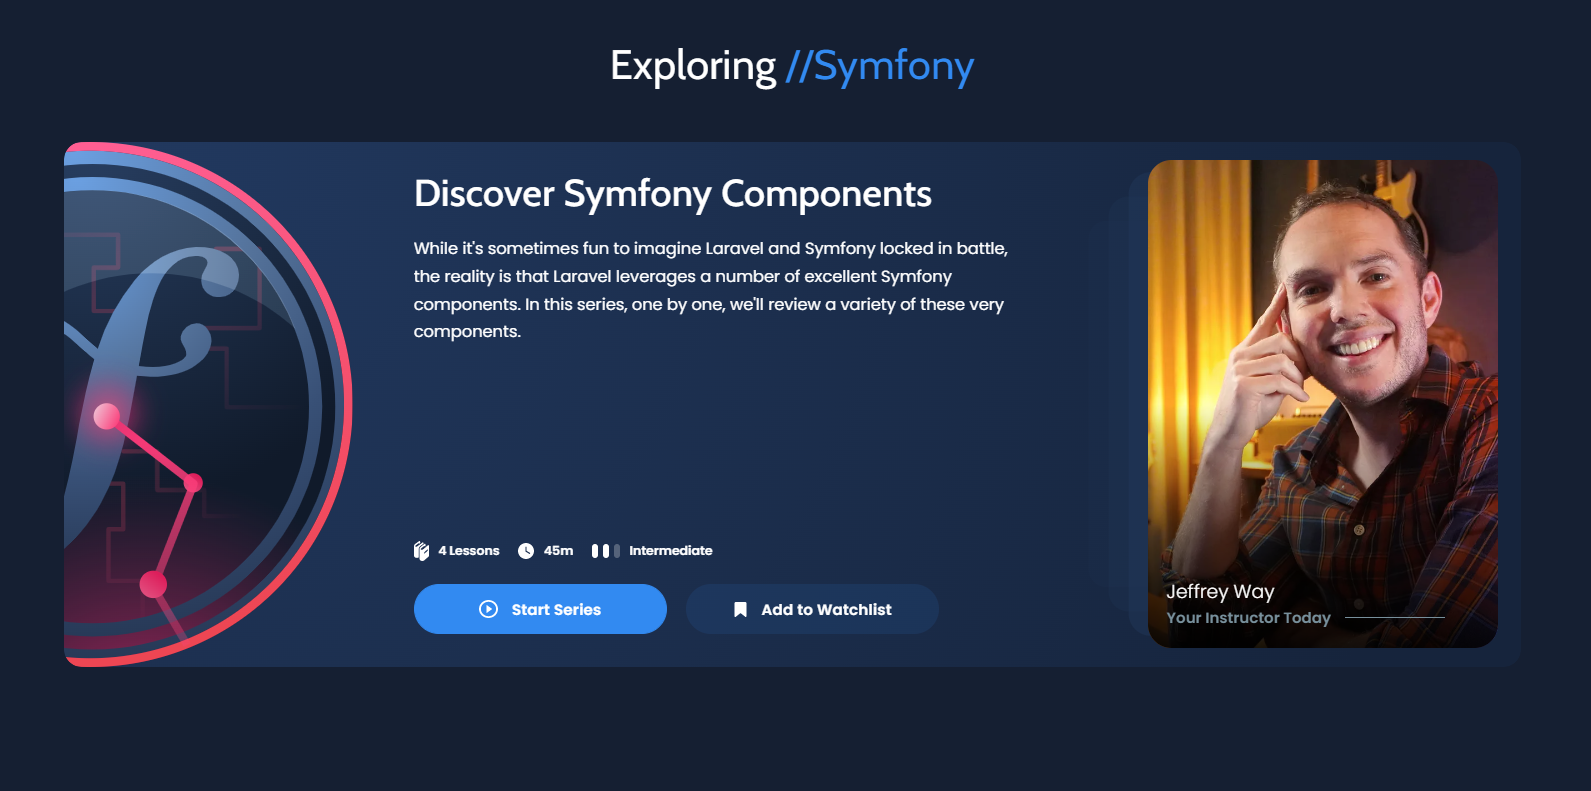 Exploring //Symfony
Discover Symfony Components
While it's sometimes fun to imagine Laravel and Symfony locked in battle,
the reality is that Laravel leverages a number of excellent Symfony
components. In this series, one by one, we'll review a variety of these very
components.
4 Lessons 45m Intermediate
Start Series Add to Watchlist
Jeffrey Way
Your Instructor Today